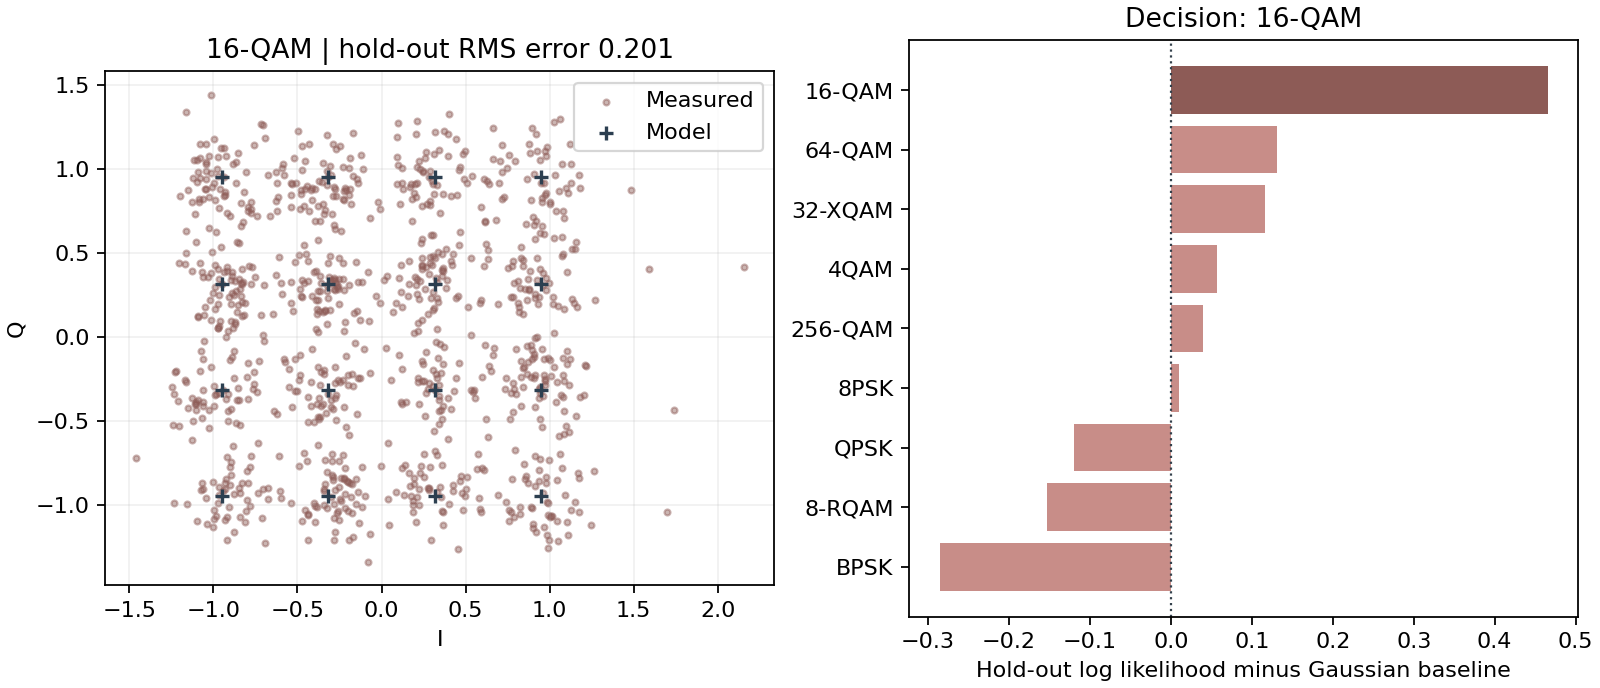 16-QAM | hold-out RMS error 0.201
Measured
Model
1.5
1.0
0.5
0.0
−0.5
−1.0
Q
−1.5
−1.0
−0.5
0.0
0.5
1.0
1.5
2.0
I
Decision: 16-QAM
16-QAM
64-QAM
32-XQAM
4QAM
256-QAM
8PSK
QPSK
8-RQAM
BPSK
−0.3
−0.2
−0.1
0.0
0.1
0.2
0.3
0.4
0.5
Hold-out log likelihood minus Gaussian baseline